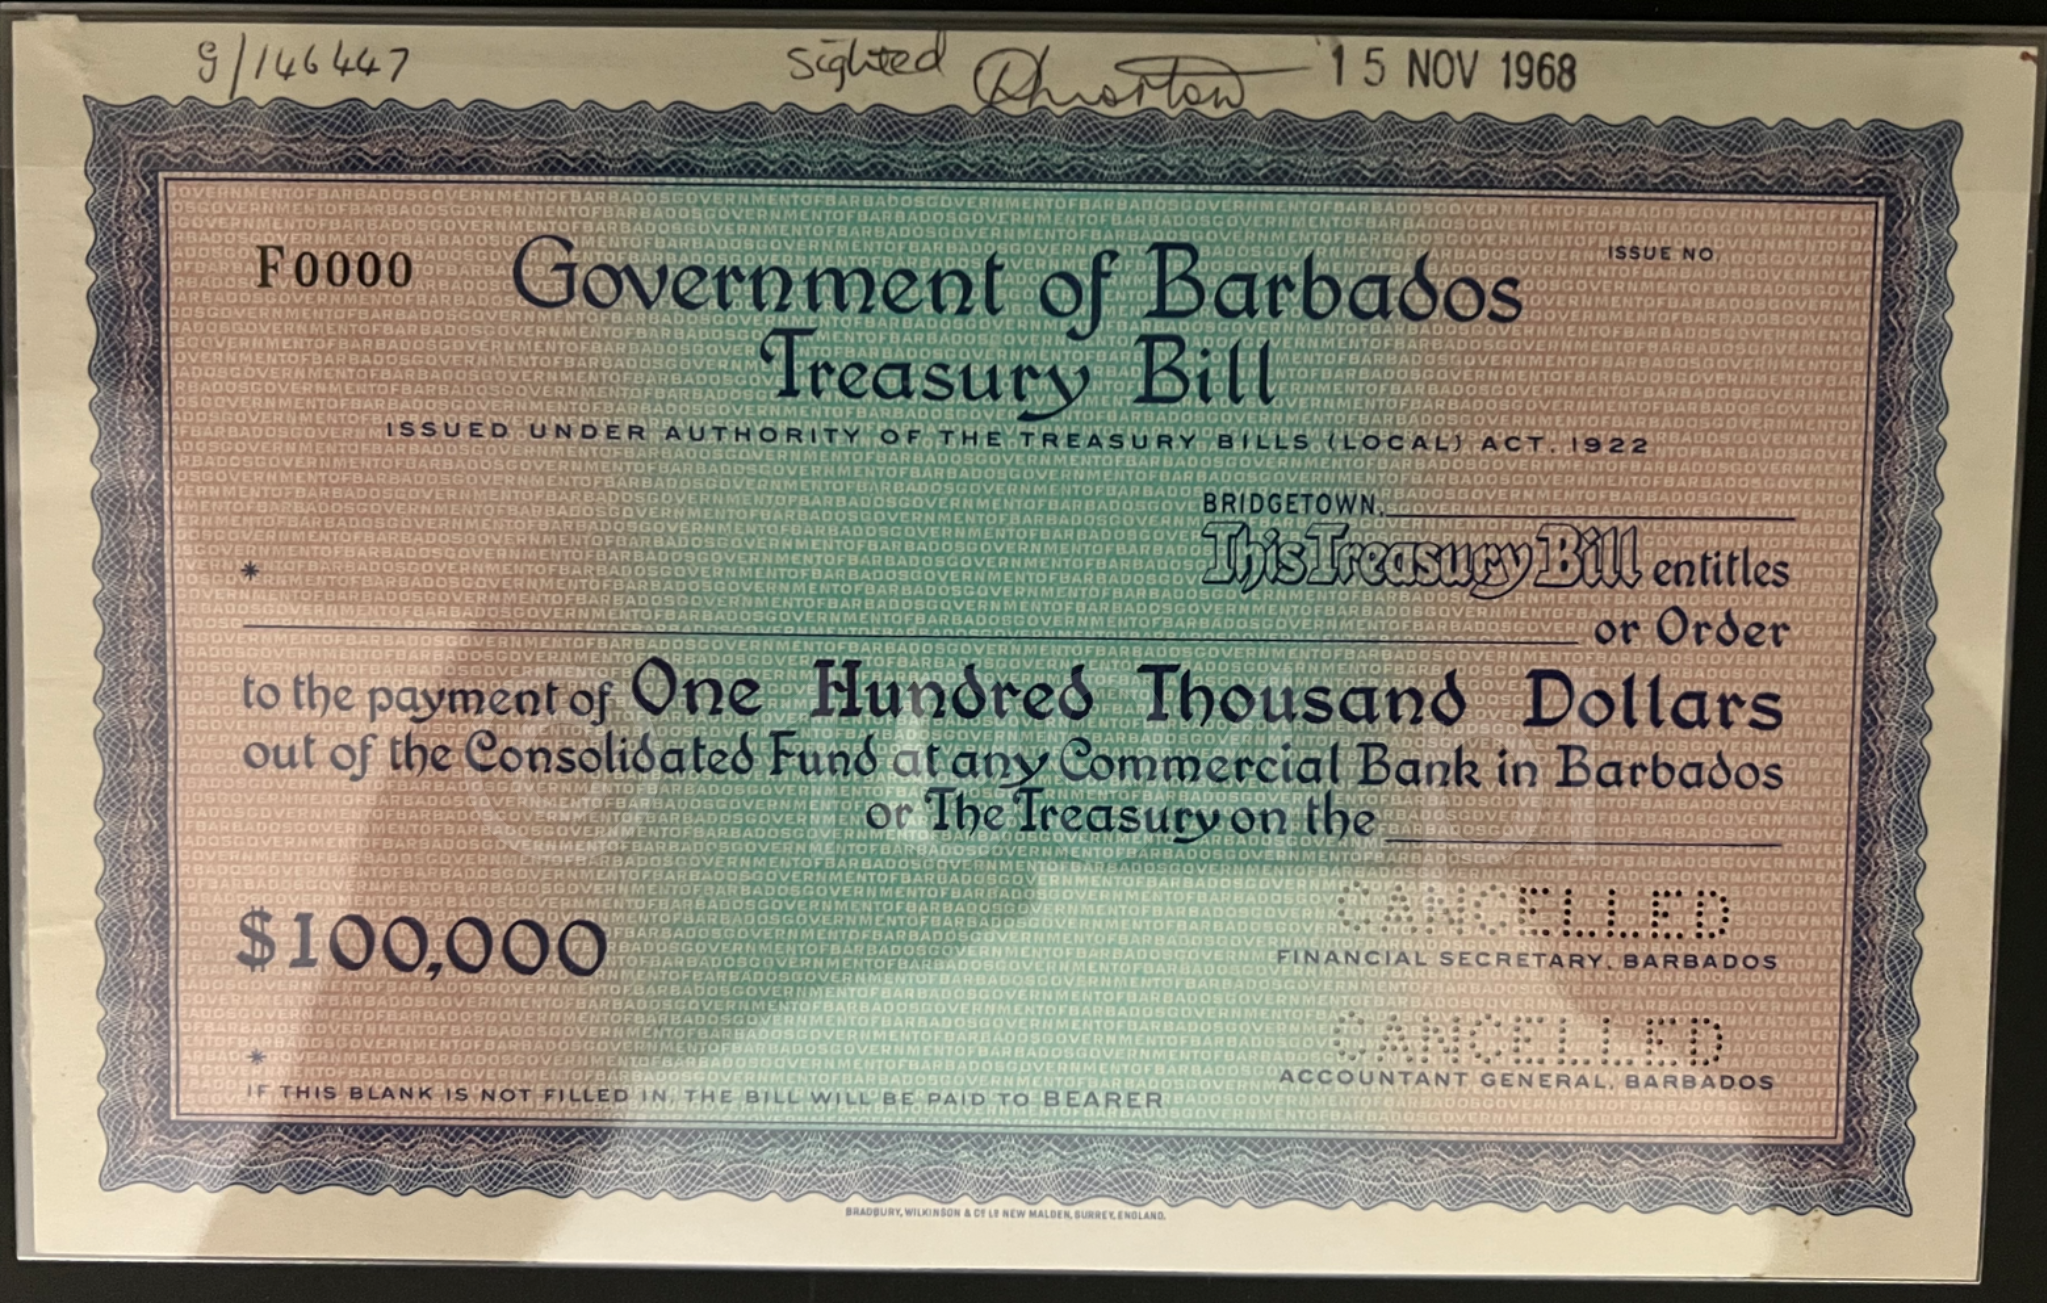 g/146447 sighted 15 NOV 1968
F0000
Government of Barbados
ISSUE NO
Treasury Bill
ISSUED UNDER AUTHORITY OF THE TREASURY BILLS (LOCAL) ACT. 1922
BRIDGETOWN,
* This Treasury Bill entitles
or Order
to the payment of One Hundred Thousand Dollars
out of the Consolidated Fund at any Commercial Bank in Barbados
or The Treasury on the
CANCELLED
$100,000
FINANCIAL SECRETARY, BARBADOS
CANCELLED
*
ACCOUNTANT GENERAL, BARBADOS
IF THIS BLANK IS NOT FILLED IN, THE BILL WILL BE PAID TO BEARER
BRADBURY, WILKINSON & Cº Lº NEW MALDEN, SURREY, ENGLAND.